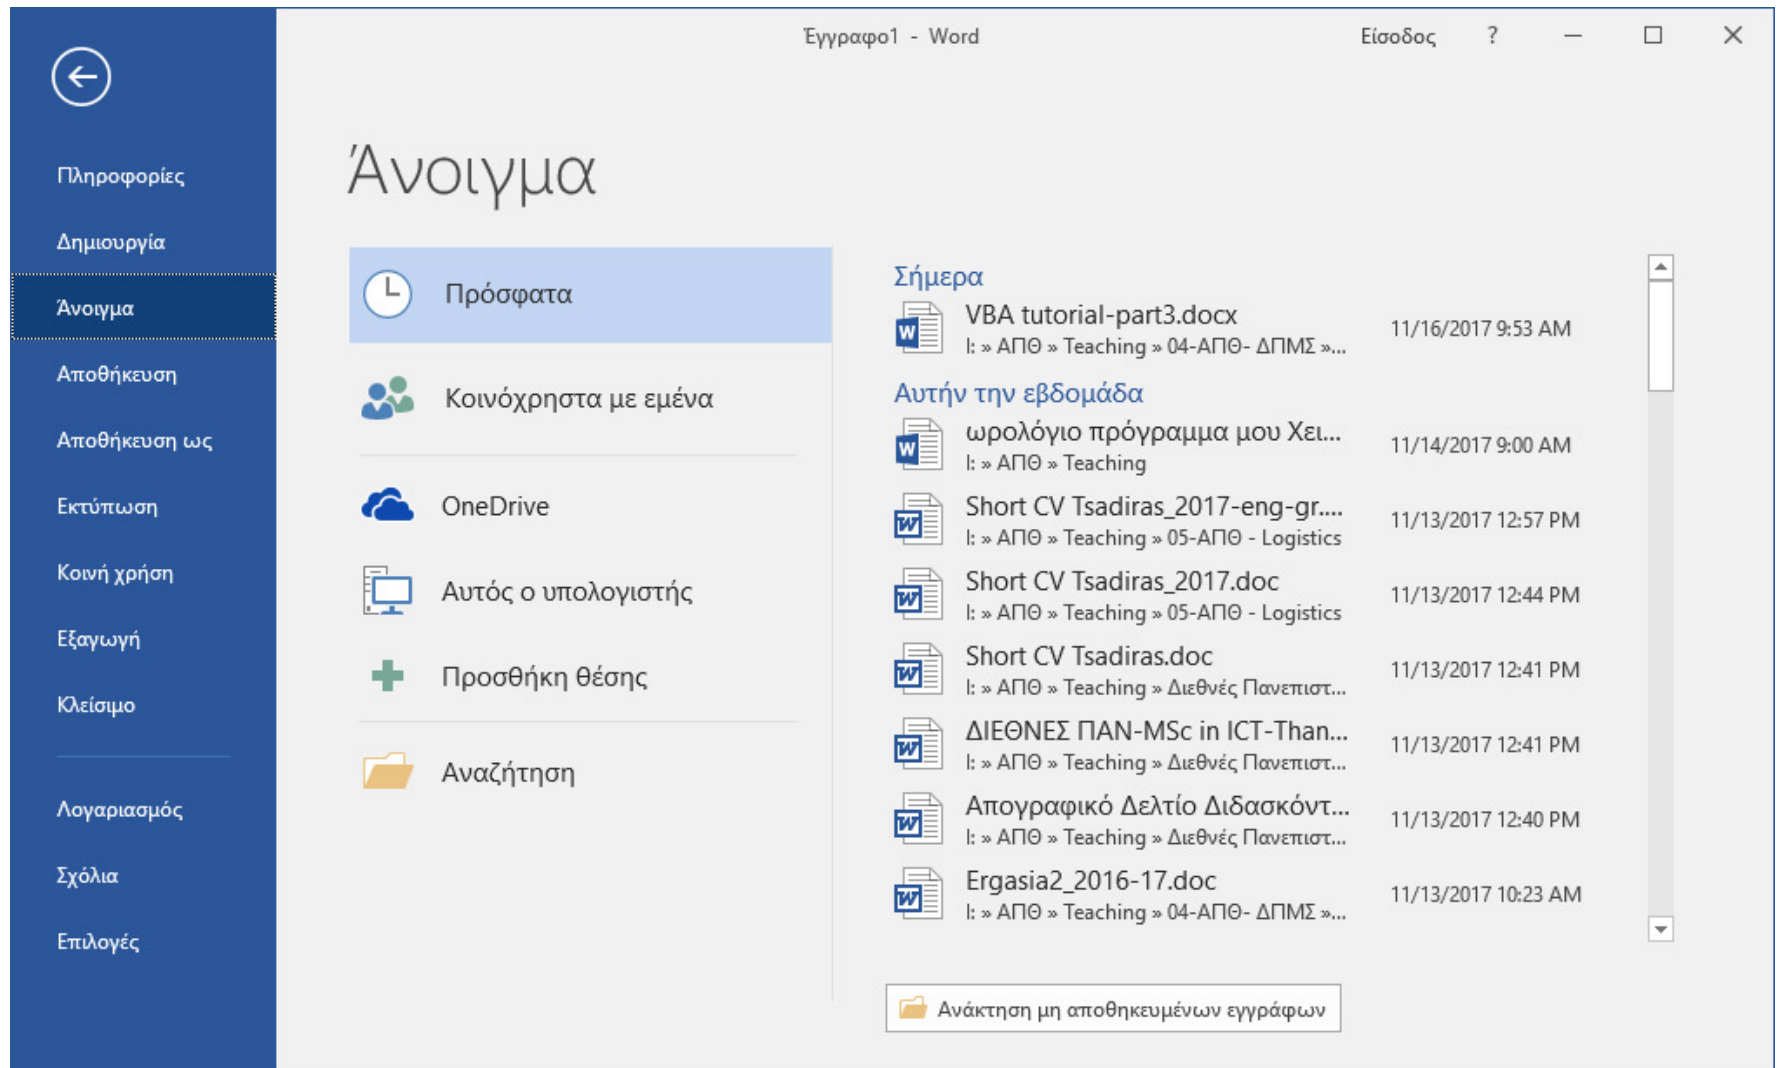 Έγγραφο1 - Word
Είσοδος ?
Πληροφορίες
Δημιουργία
Άνοιγμα
Αποθήκευση
Αποθήκευση ως
Εκτύπωση
Κοινή χρήση
Εξαγωγή
Κλείσιμο
Λογαριασμός
Σχόλια
Επιλογές
Άνοιγμα
Πρόσφατα
Κοινόχρηστα με εμένα
OneDrive
Αυτός ο υπολογιστής
Προσθήκη θέσης
Αναζήτηση
Σήμερα
VBA tutorial-part3.docx
I: » ΑΠΘ » Teaching » 04-ΑΠΘ- ΔΠΜΣ »...
11/16/2017 9:53 AM
Αυτήν την εβδομάδα
ωρολόγιο πρόγραμμα μου Χει...
I: » ΑΠΘ » Teaching
11/14/2017 9:00 AM
Short CV Tsadiras_2017-eng-gr....
I: » ΑΠΘ » Teaching » 05-ΑΠΘ - Logistics
11/13/2017 12:57 PM
Short CV Tsadiras_2017.doc
I: » ΑΠΘ » Teaching » 05-ΑΠΘ - Logistics
11/13/2017 12:44 PM
Short CV Tsadiras.doc
I: » ΑΠΘ » Teaching » Διεθνές Πανεπιστ...
11/13/2017 12:41 PM
ΔΙΕΘΝΕΣ ΠΑΝ-MSc in ICT-Than...
I: » ΑΠΘ » Teaching » Διεθνές Πανεπιστ...
11/13/2017 12:41 PM
Απογραφικό Δελτίο Διδασκόντ...
I: » ΑΠΘ » Teaching » Διεθνές Πανεπιστ...
11/13/2017 12:40 PM
Ergasia2_2016-17.doc
I: » ΑΠΘ » Teaching » 04-ΑΠΘ- ΔΠΜΣ »...
11/13/2017 10:23 AM
Ανάκτηση μη αποθηκευμένων εγγράφων